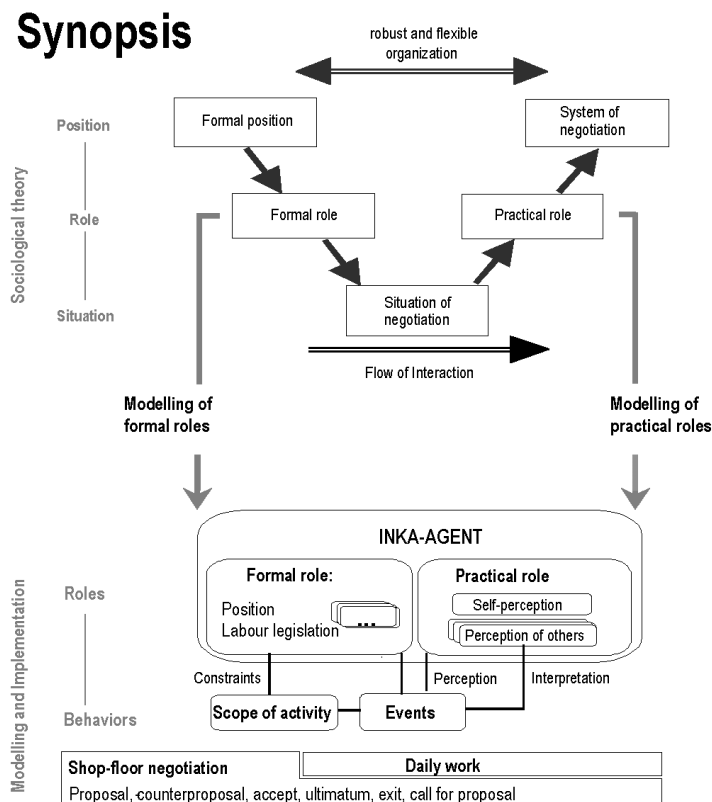 Synopsis
robust and flexible
organization
Position
Formal position
System of
negotiation
Sociological theory
Role
Formal role
Practical role
Situation
Situation of
negotiation
Flow of Interaction
Modelling of
formal roles
Modelling of
practical roles
INKA-AGENT
Modelling and Implementation
Roles
Formal role:
Practical role
Position
Labour legislation
...
Self-perception
Perception of others
Constraints
Perception
Interpretation
Behaviors
Scope of activity
Events
Shop-floor negotiation
Daily work
Proposal, counterproposal, accept, ultimatum, exit, call for proposal